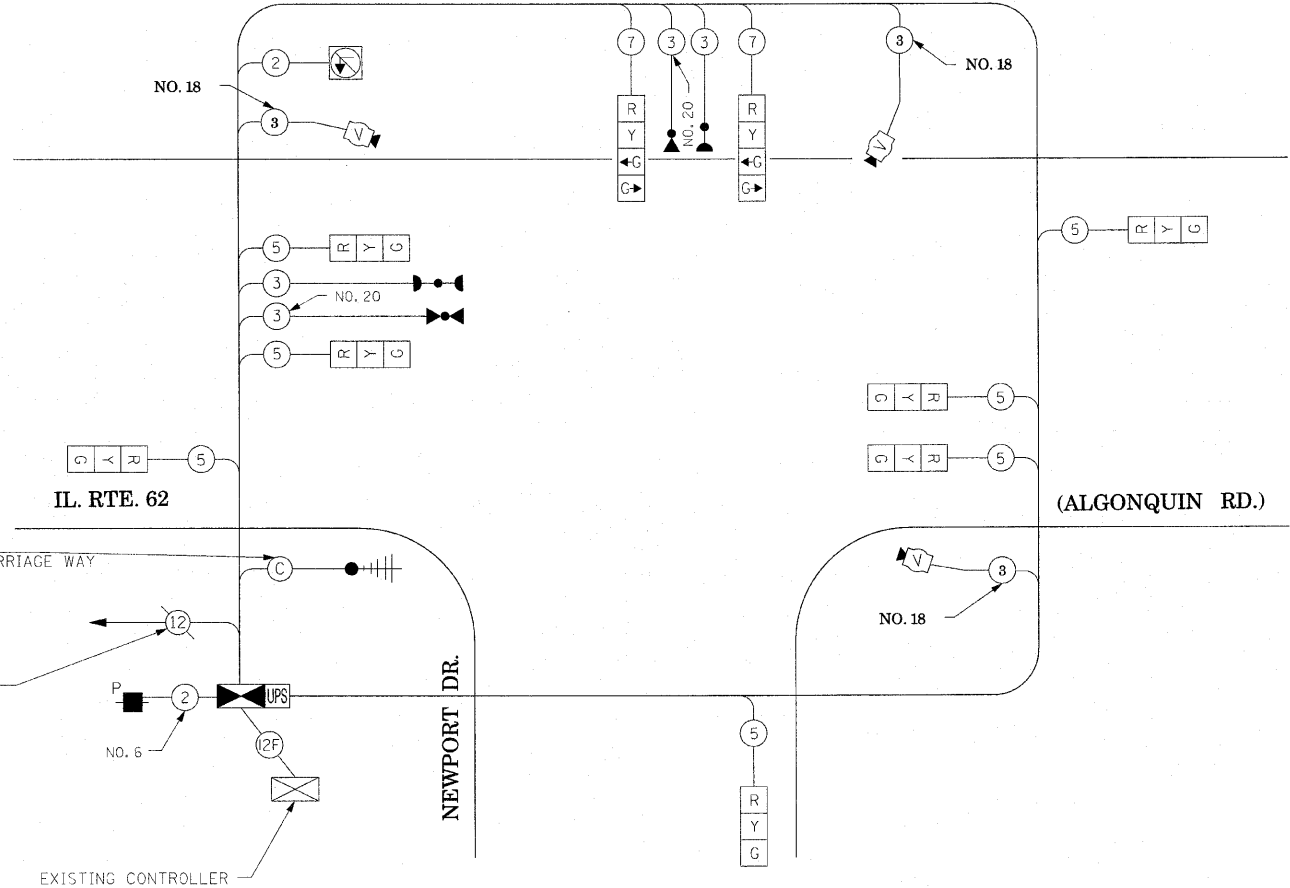 7 3 3 7
3
NO. 18
2
NO. 18
3
V
V
R
Y
G
G
NO. 20
R
Y
G
G
5 R Y G
5 R Y G
3
NO. 20
3
5 R Y G
G Y R 5
G Y R 5
G Y R 5
IL. RTE. 62
(ALGONQUIN RD.)
RRIAGE WAY
C
V
3
NO. 18
12
NEWPORT DR.
P
2
UPS
NO. 6
12F
5
R
Y
G
EXISTING CONTROLLER